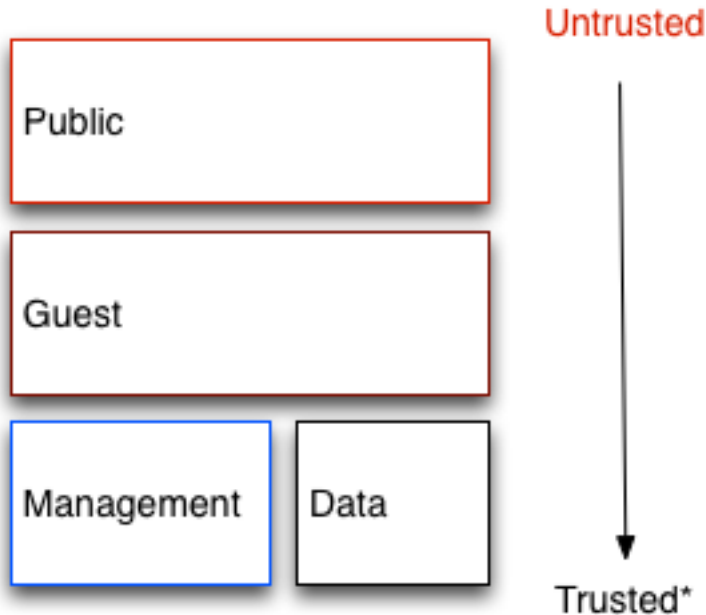 Untrusted
Public
Guest
Management
Data
Trusted*